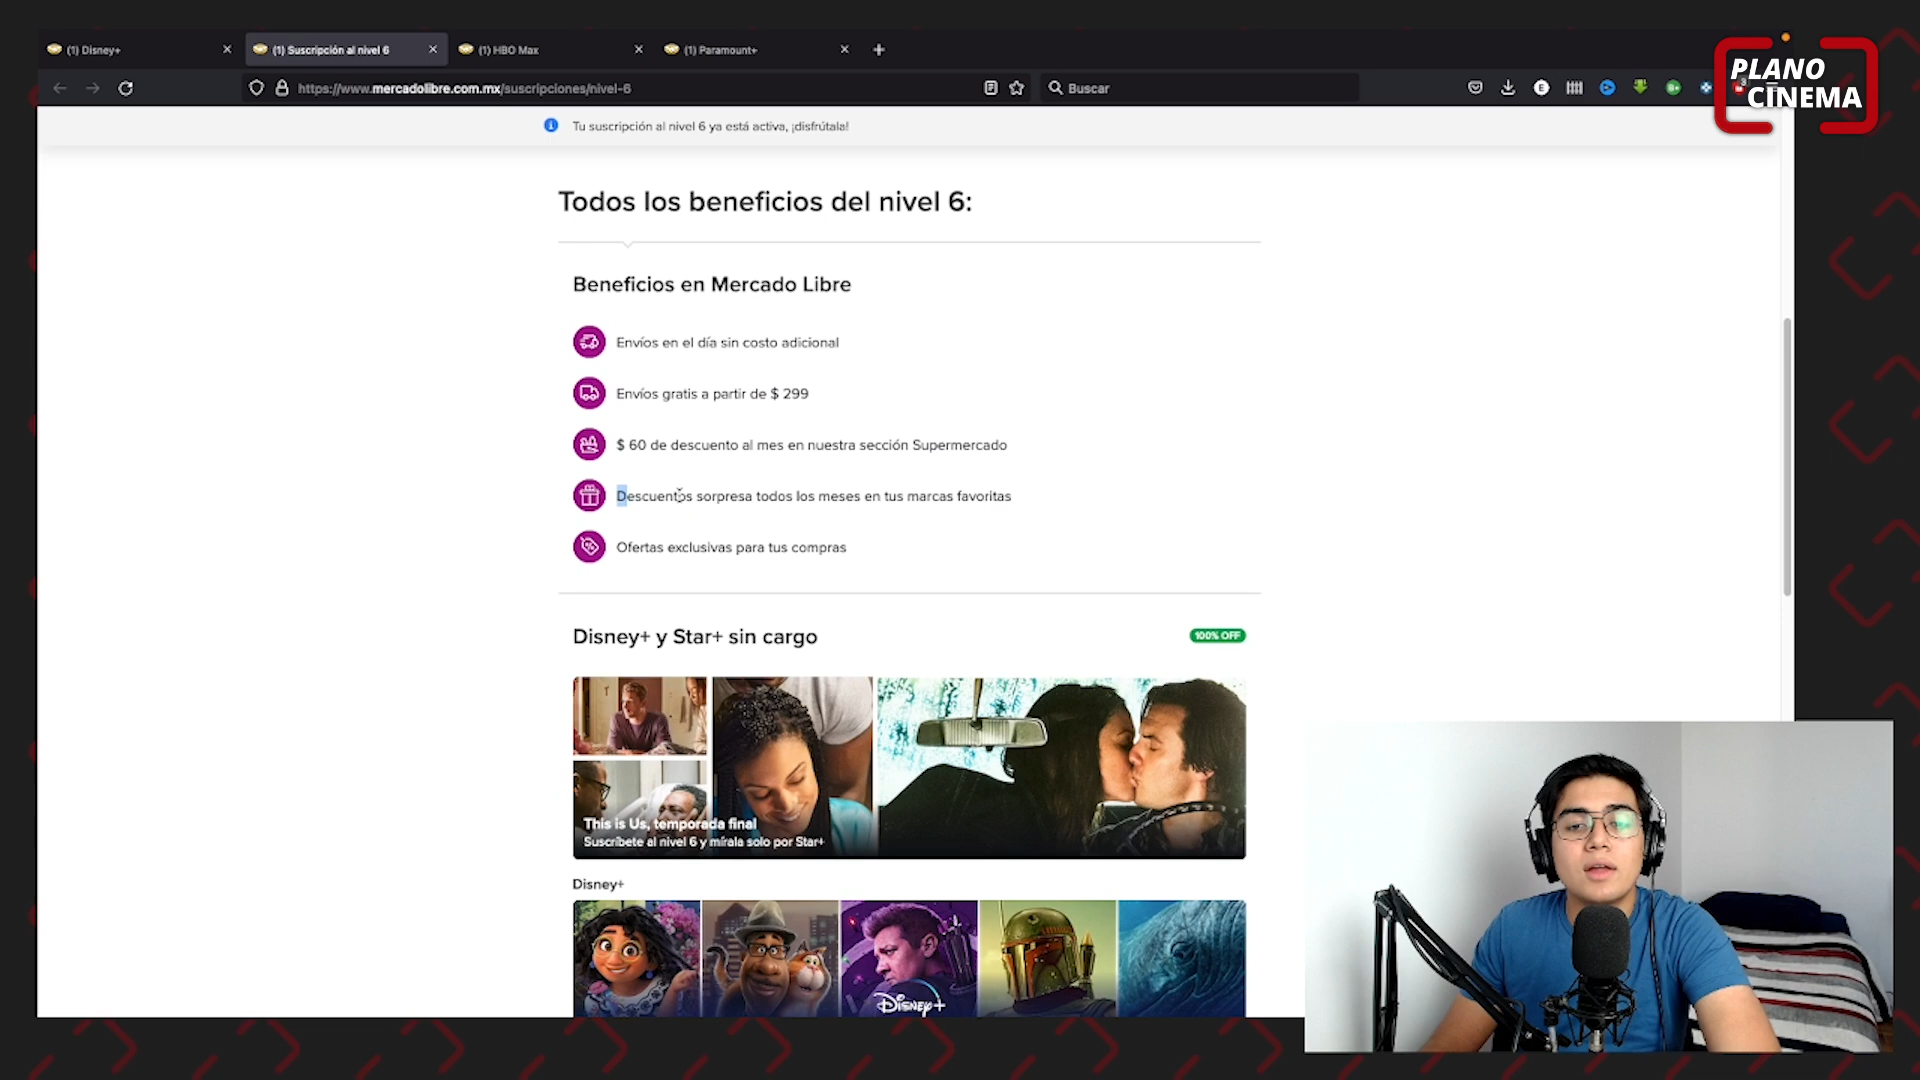 (1) Disney+
(1) Suscripción al nivel 6
(1) HBO Max
(1) Paramount+
https://www.mercadolibre.com.mx/suscripciones/nivel-6
Buscar
PLANO
CINEMA
Tu suscripción al nivel 6 ya está activa, ¡disfrútala!
Todos los beneficios del nivel 6:
Beneficios en Mercado Libre
Envíos en el día sin costo adicional
Envíos gratis a partir de $ 299
$ 60 de descuento al mes en nuestra sección Supermercado
Descuentos sorpresa todos los meses en tus marcas favoritas
Ofertas exclusivas para tus compras
Disney+ y Star+ sin cargo
100% OFF
This is Us, temporada final
Suscríbete al nivel 6 y mírala solo por Star+
Disney+
Disney+